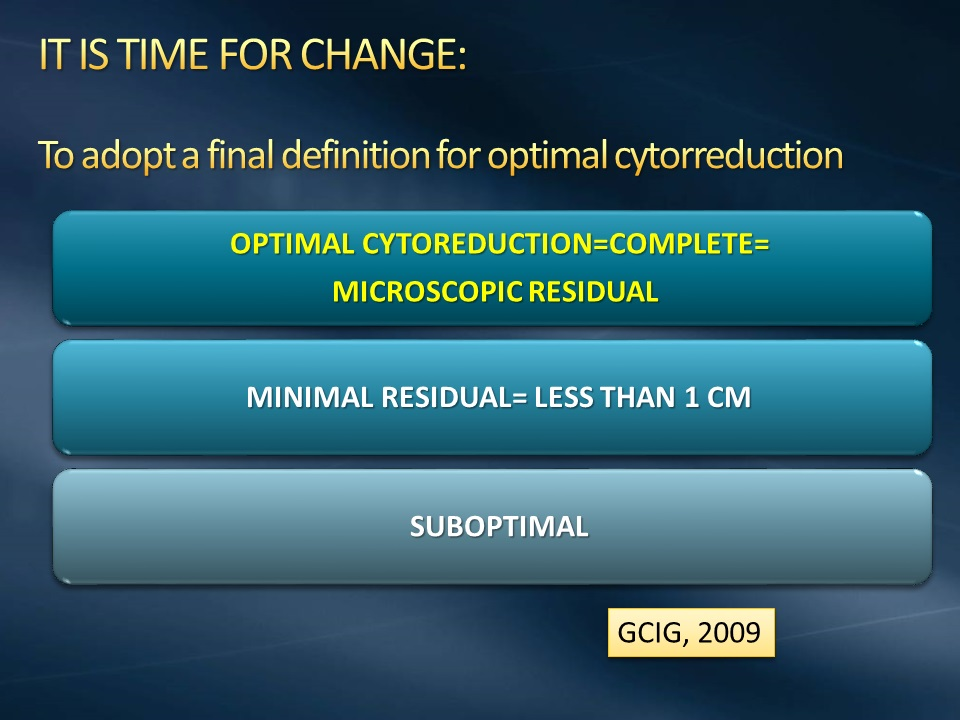 IT IS TIME FOR CHANGE:
To adopt a final definition for optimal cytorreduction
OPTIMAL CYTOREDUCTION=COMPLETE=
MICROSCOPIC RESIDUAL
MINIMAL RESIDUAL= LESS THAN 1 CM
SUBOPTIMAL
GCIG, 2009